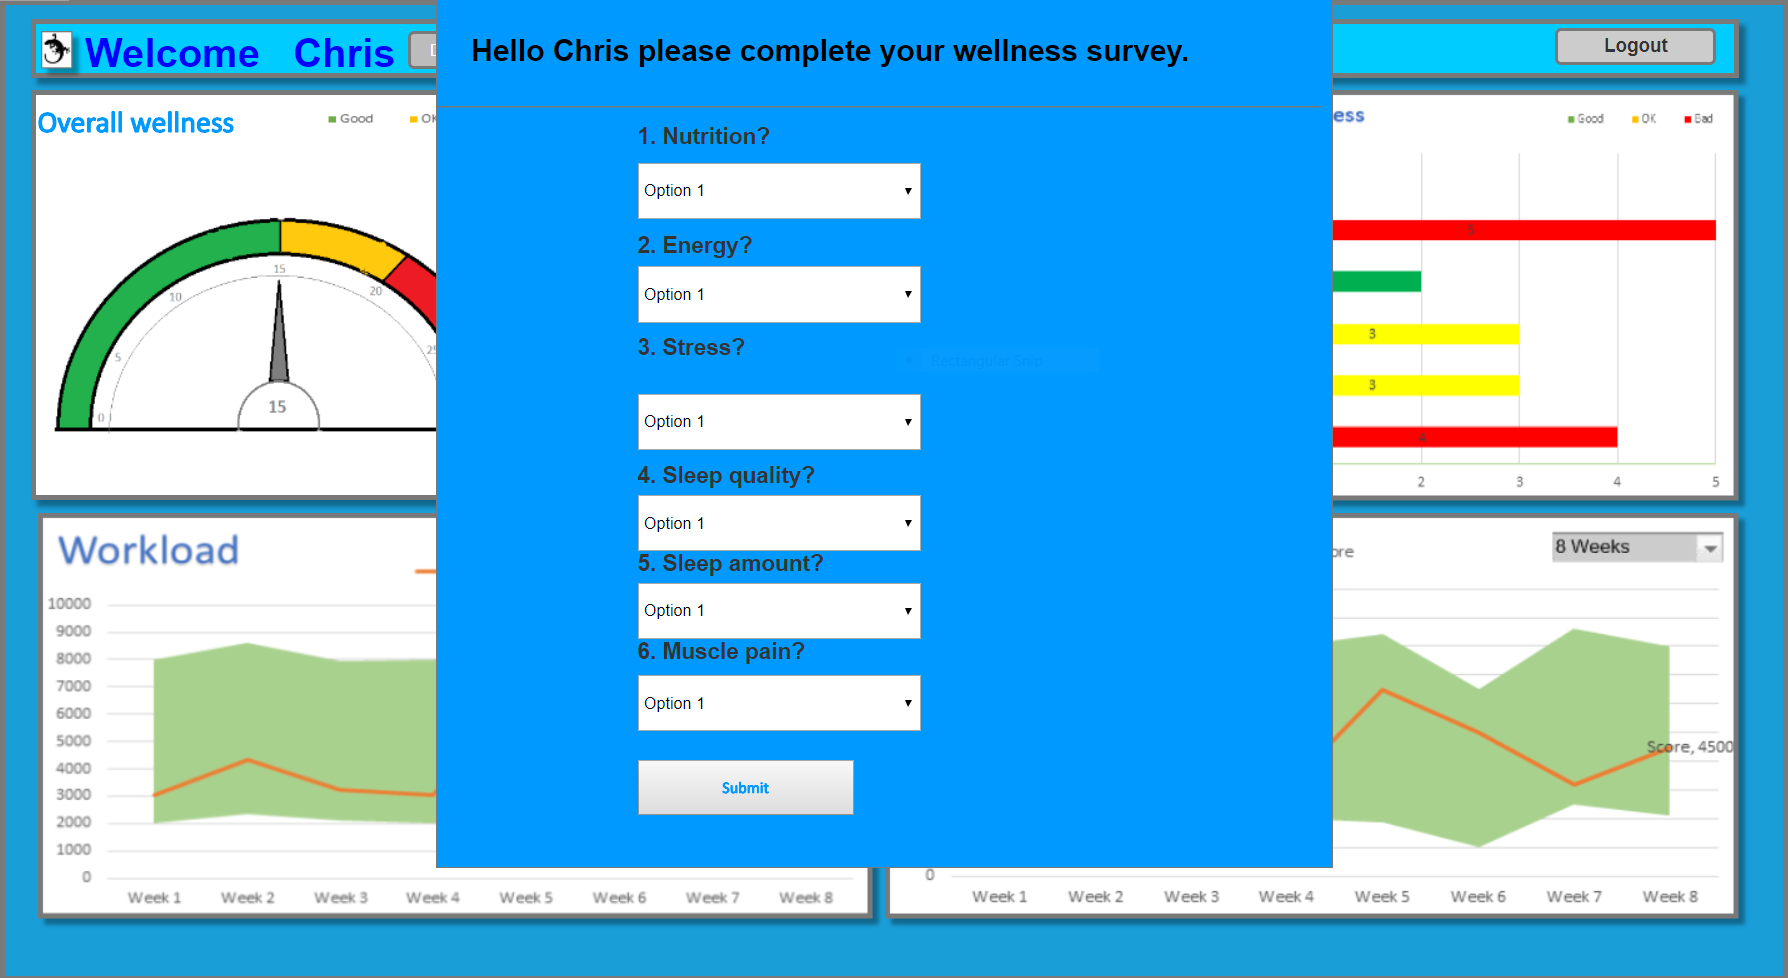 Welcome Chris
Hello Chris please complete your wellness survey.
Logout
Overall wellness
Good
ess
Good OK Bad
1. Nutrition?
Option 1
2. Energy?
Option 1
3. Stress?
Rectangular Snip
Option 1
4. Sleep quality?
Option 1
5. Sleep amount?
Option 1
6. Muscle pain?
Option 1
Submit
0
5
10
15
20
15
5
3
3
4
2 3 4 5
Workload
10000
9000
8000
7000
6000
5000
4000
3000
2000
1000
0
Week 1 Week 2 Week 3 Week 4 Week 5 Week 6 Week 7 Week 8
ore
8 Weeks
Score, 4500
0
Week 1 Week 2 Week 3 Week 4 Week 5 Week 6 Week 7 Week 8